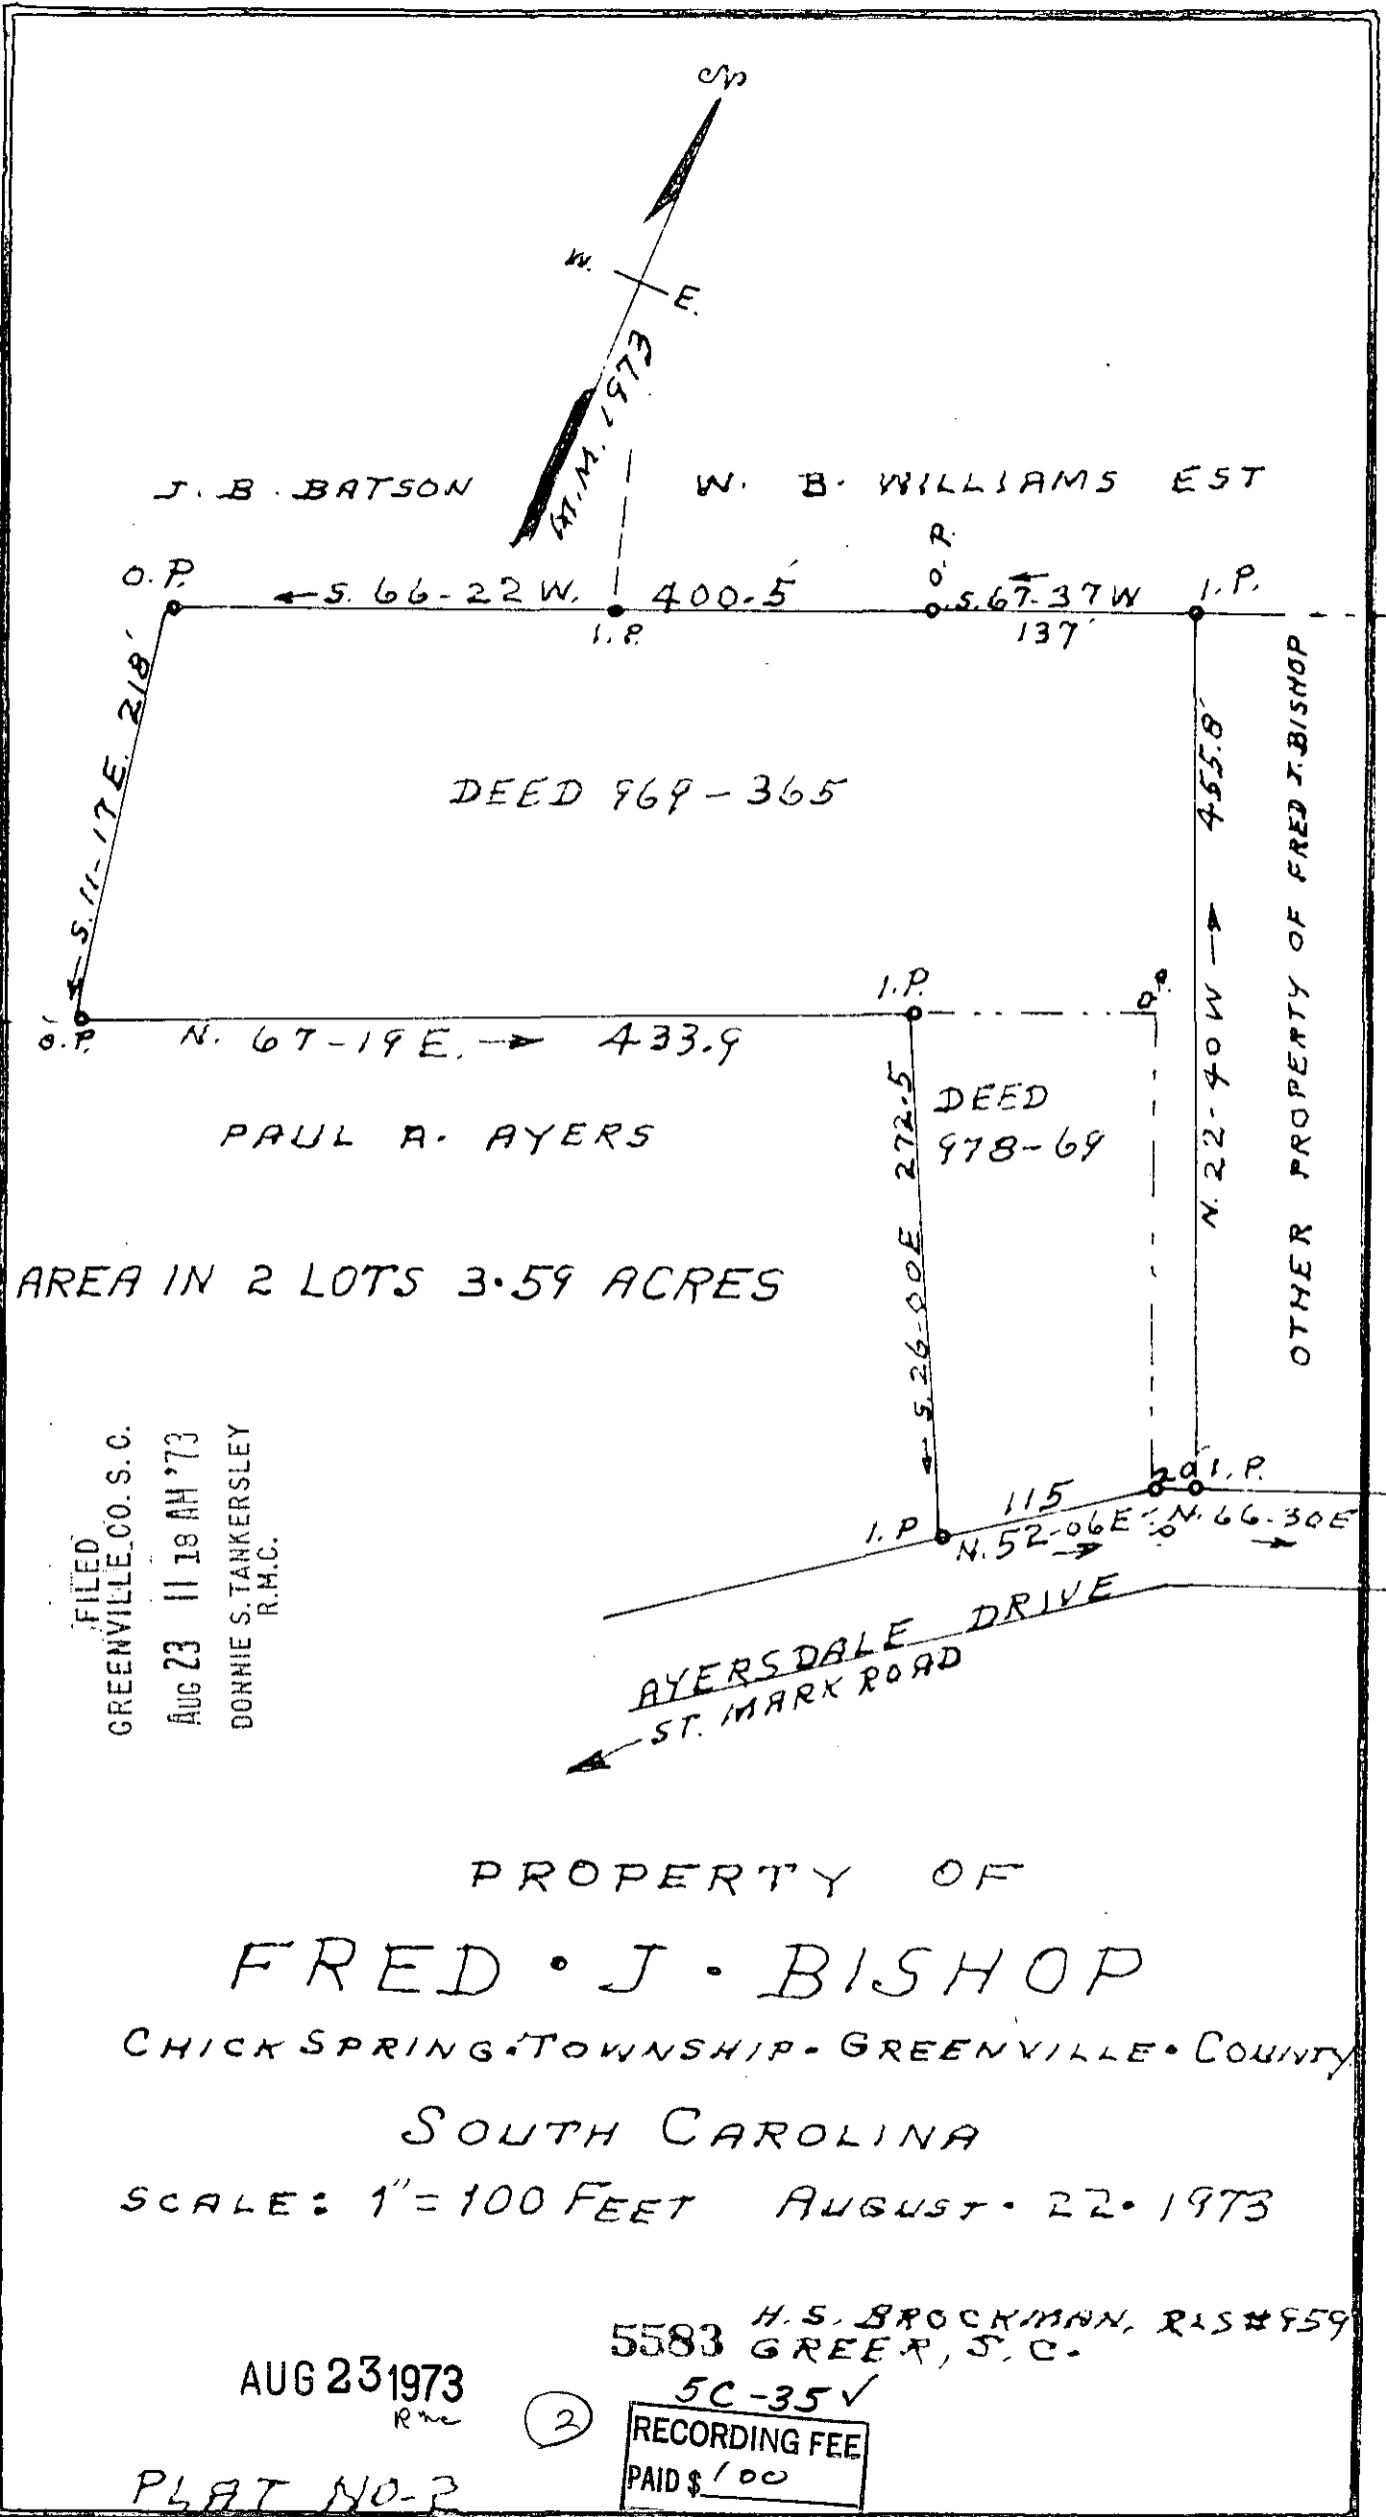 W.
E.
M.M. 1973
J. B. BATSON
W. B. WILLIAMS EST
O.P.
← S. 66-22 W. 400.5'
I.P.
O.P.
← S. 67-37 W
137'
I.P.
← S. 11-17 E. 218'
DEED 969-365
N. 22-40 W → 455.8'
OTHER PROPERTY OF FRED J. BISHOP
O.P.
N. 67-19 E. → 433.9
I.P.
O.P.
PAUL A. AYERS
← S. 26-00 E 272.5
DEED
978-69
AREA IN 2 LOTS 3.59 ACRES
FILED
GREENVILLE CO. S. C.
AUG 23 11 18 AM '73
DONNIE S. TANKERSLEY
R.M.C.
I.P
115
N. 52-06 E →
20'
I.P.
N. 66-30 E →
AYERSDALE DRIVE
← ST. MARK ROAD
PROPERTY OF
FRED • J • BISHOP
CHICK SPRING • TOWNSHIP • GREENVILLE • COUNTY
SOUTH CAROLINA
SCALE: 1" = 100 FEET AUGUST • 22 • 1973
5583
H. S. BROCKMAN, RLS #959
GREER, S. C.
AUG 23 1973
Rmc
2
5C-35 ✓
RECORDING FEE
PAID $ 1 00
PLAT NO-2